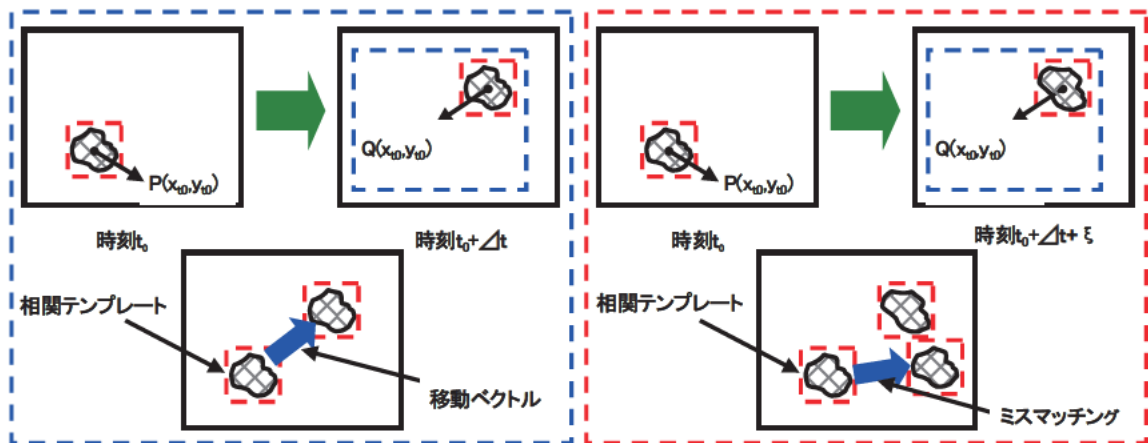 Q(xt0,yt0)
P(xt0,yt0)
時刻t0
時刻t0+⊿t
相関テンプレート
移動ベクトル
Q(xt0,yt0)
P(xt0,yt0)
時刻t0
時刻t0+⊿t+ξ
相関テンプレート
ミスマッチング